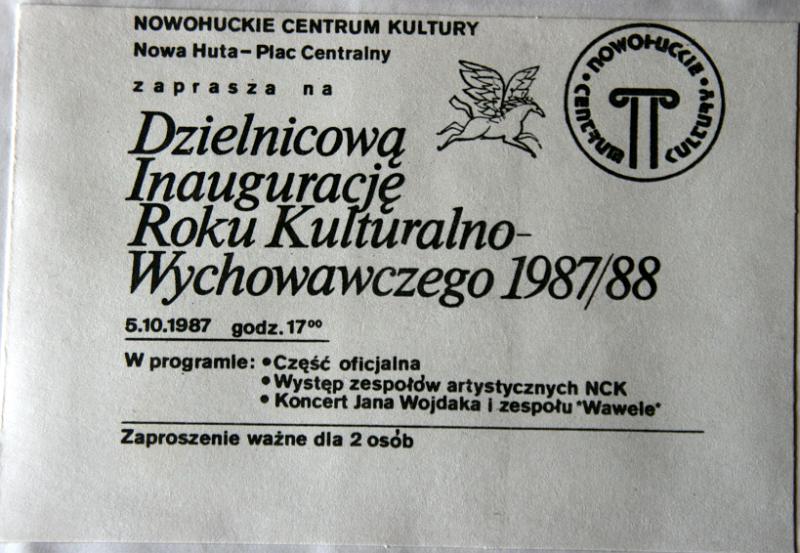 NOWOHUCKIE CENTRUM KULTURY
Nowa Huta – Plac Centralny
zaprasza na
Dzielnicową
Inaugurację
Roku Kulturalno-
Wychowawczego 1987/88
NOWOHUCKIE • CENTRUM KULTURY •
5.10.1987 godz. 17⁰⁰
W programie: • Część oficjalna
• Występ zespołów artystycznych NCK
• Koncert Jana Wojdaka i zespołu "Wawele"
Zaproszenie ważne dla 2 osób